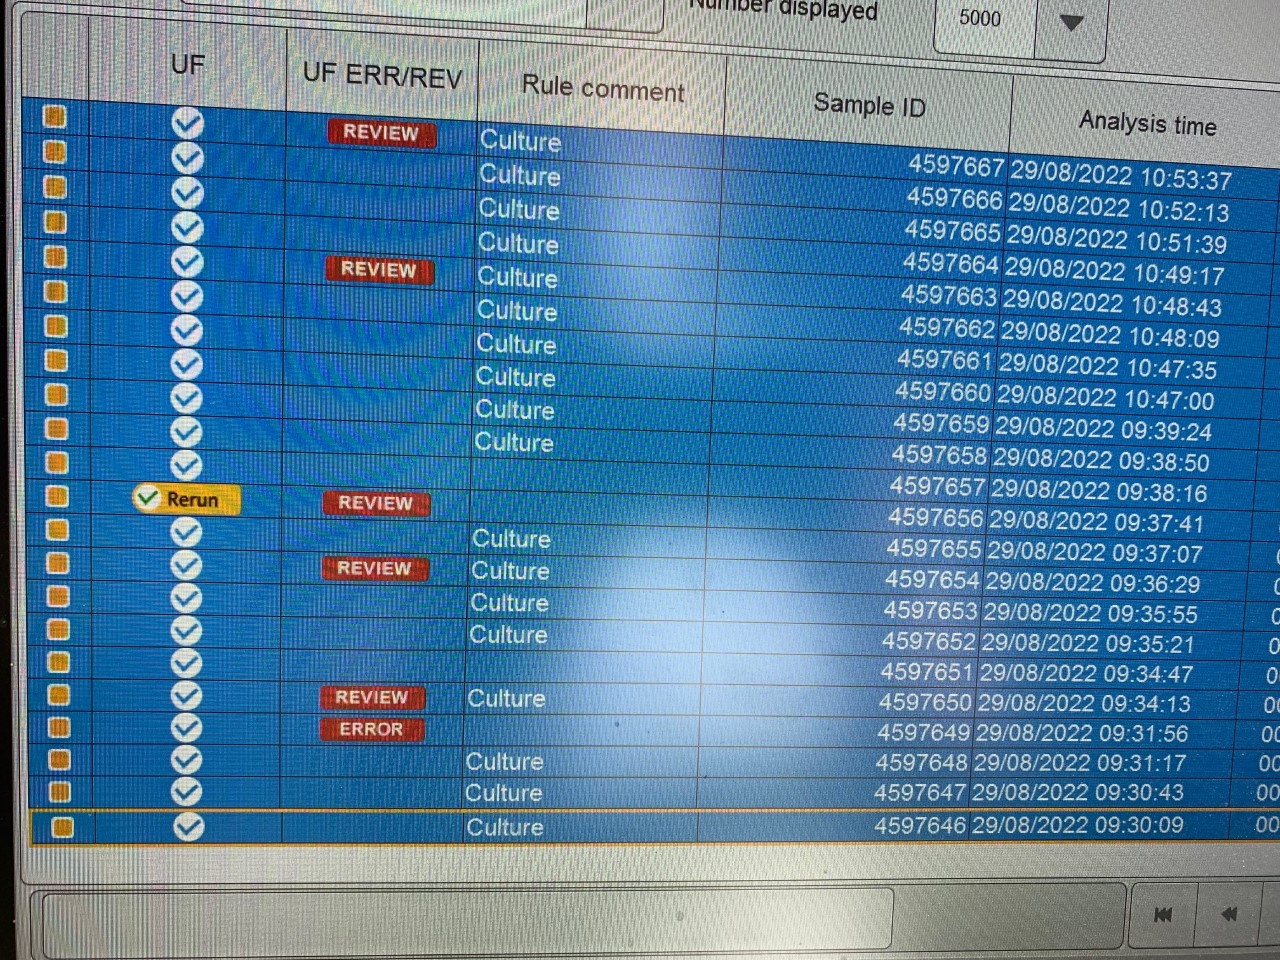 Number displayed 5000
UF UF ERR/REV Rule comment Sample ID Analysis time
REVIEW Culture 4597667 29/08/2022 10:53:37
Culture 4597666 29/08/2022 10:52:13
Culture 4597665 29/08/2022 10:51:39
Culture 4597664 29/08/2022 10:49:17
REVIEW Culture 4597663 29/08/2022 10:48:43
Culture 4597662 29/08/2022 10:48:09
Culture 4597661 29/08/2022 10:47:35
Culture 4597660 29/08/2022 10:47:00
Culture 4597659 29/08/2022 09:39:24
Culture 4597658 29/08/2022 09:38:50
4597657 29/08/2022 09:38:16
Rerun REVIEW 4597656 29/08/2022 09:37:41
Culture 4597655 29/08/2022 09:37:07
REVIEW Culture 4597654 29/08/2022 09:36:29
Culture 4597653 29/08/2022 09:35:55
Culture 4597652 29/08/2022 09:35:21
4597651 29/08/2022 09:34:47
REVIEW Culture 4597650 29/08/2022 09:34:13
ERROR 4597649 29/08/2022 09:31:56
Culture 4597648 29/08/2022 09:31:17
Culture 4597647 29/08/2022 09:30:43
Culture 4597646 29/08/2022 09:30:09